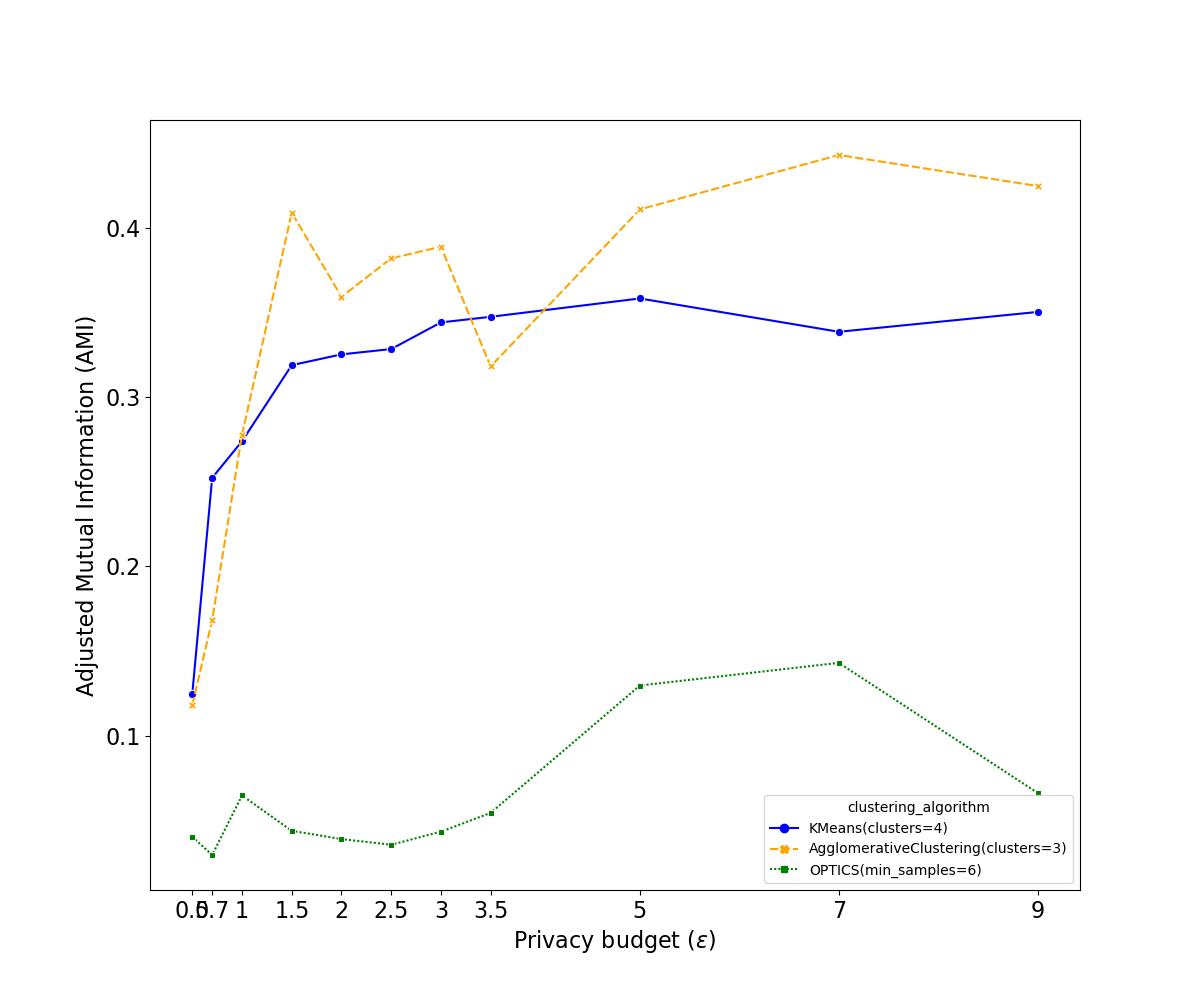 Adjusted Mutual Information (AMI)
0.4
0.3
0.2
0.1
clustering_algorithm
KMeans(clusters=4)
AgglomerativeClustering(clusters=3)
OPTICS(min_samples=6)
0.5 0.7 1 1.5 2 2.5 3 3.5 5 7 9
Privacy budget (ε)